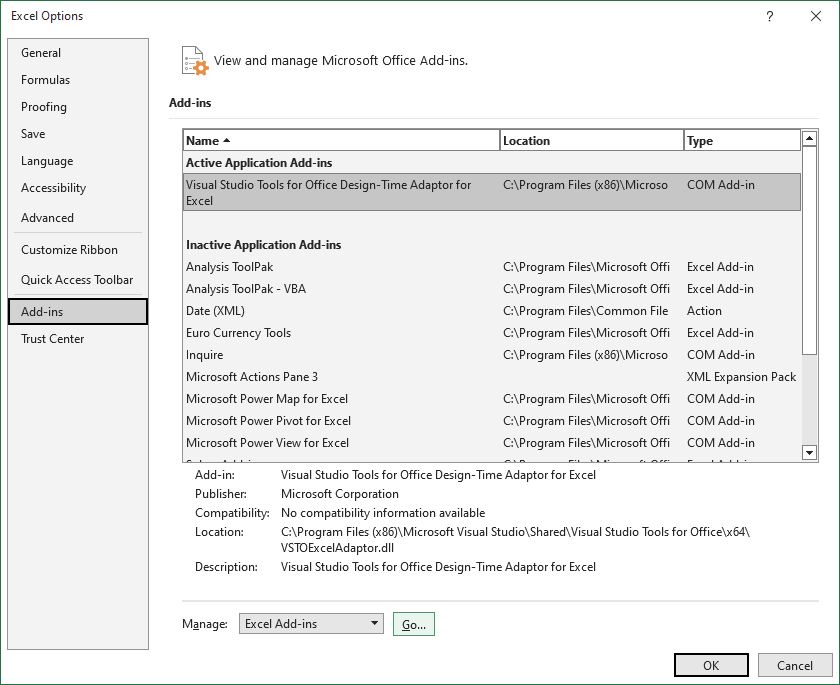 Excel Options
?
General
Formulas
Proofing
Save
Language
Accessibility
Advanced
Customize Ribbon
Quick Access Toolbar
Add-ins
Trust Center
View and manage Microsoft Office Add-ins.
Add-ins
Name Location Type
Active Application Add-ins
Visual Studio Tools for Office Design-Time Adaptor for C:\Program Files (x86)\Microso COM Add-in
Excel
Inactive Application Add-ins
Analysis ToolPak C:\Program Files\Microsoft Offi Excel Add-in
Analysis ToolPak - VBA C:\Program Files\Microsoft Offi Excel Add-in
Date (XML) C:\Program Files\Common File Action
Euro Currency Tools C:\Program Files\Microsoft Offi Excel Add-in
Inquire C:\Program Files (x86)\Microso COM Add-in
Microsoft Actions Pane 3 XML Expansion Pack
Microsoft Power Map for Excel C:\Program Files\Microsoft Offi COM Add-in
Microsoft Power Pivot for Excel C:\Program Files\Microsoft Offi COM Add-in
Microsoft Power View for Excel C:\Program Files\Microsoft Offi COM Add-in
Add-in: Visual Studio Tools for Office Design-Time Adaptor for Excel
Publisher: Microsoft Corporation
Compatibility: No compatibility information available
Location: C:\Program Files (x86)\Microsoft Visual Studio\Shared\Visual Studio Tools for Office\x64\
VSTOExcelAdaptor.dll
Description: Visual Studio Tools for Office Design-Time Adaptor for Excel
Manage: Excel Add-ins Go...
OK Cancel